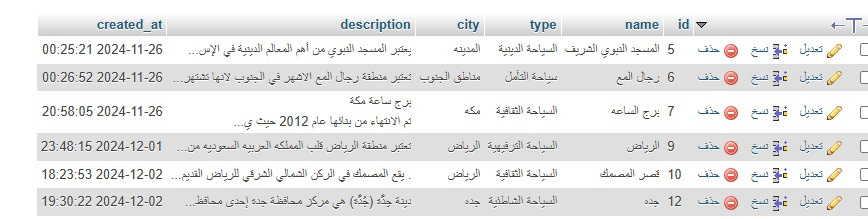 id name type city description created_at
تعديل نسخ حذف 5 المسجد النبوي الشريف السياحة الدينية المدينه يعتبر المسجد النبوي من أهم المعالم الدينية في الإس... 2024-11-26 00:25:21
تعديل نسخ حذف 6 رجال المع سياحة التأمل مناطق الجنوب تعتبر منطقة رجال المع الاشهر في الجنوب لانها تشتهر... 2024-11-26 00:26:52
تعديل نسخ حذف 7 برج الساعه السياحة الثقافية مكه برج ساعة مكة
تم الانتهاء من بنائها عام 2012 حيث ي... 2024-11-26 20:58:05
تعديل نسخ حذف 9 الرياض السياحة الترفيهية الرياض تعتبر منطقة الرياض قلب المملكه العربيه السعوديه من... 2024-12-01 23:48:15
تعديل نسخ حذف 10 قصر المصمك السياحة الثقافية الرياض . يقع المصمك في الركن الشمالي الشرقي للرياض القديم... 2024-12-02 18:23:53
تعديل نسخ حذف 12 جده السياحة الشاطئية جده دينة جدَّة (جُدَّة) هي مركز محافظة جدة إحدى محافظ... 2024-12-02 19:30:22